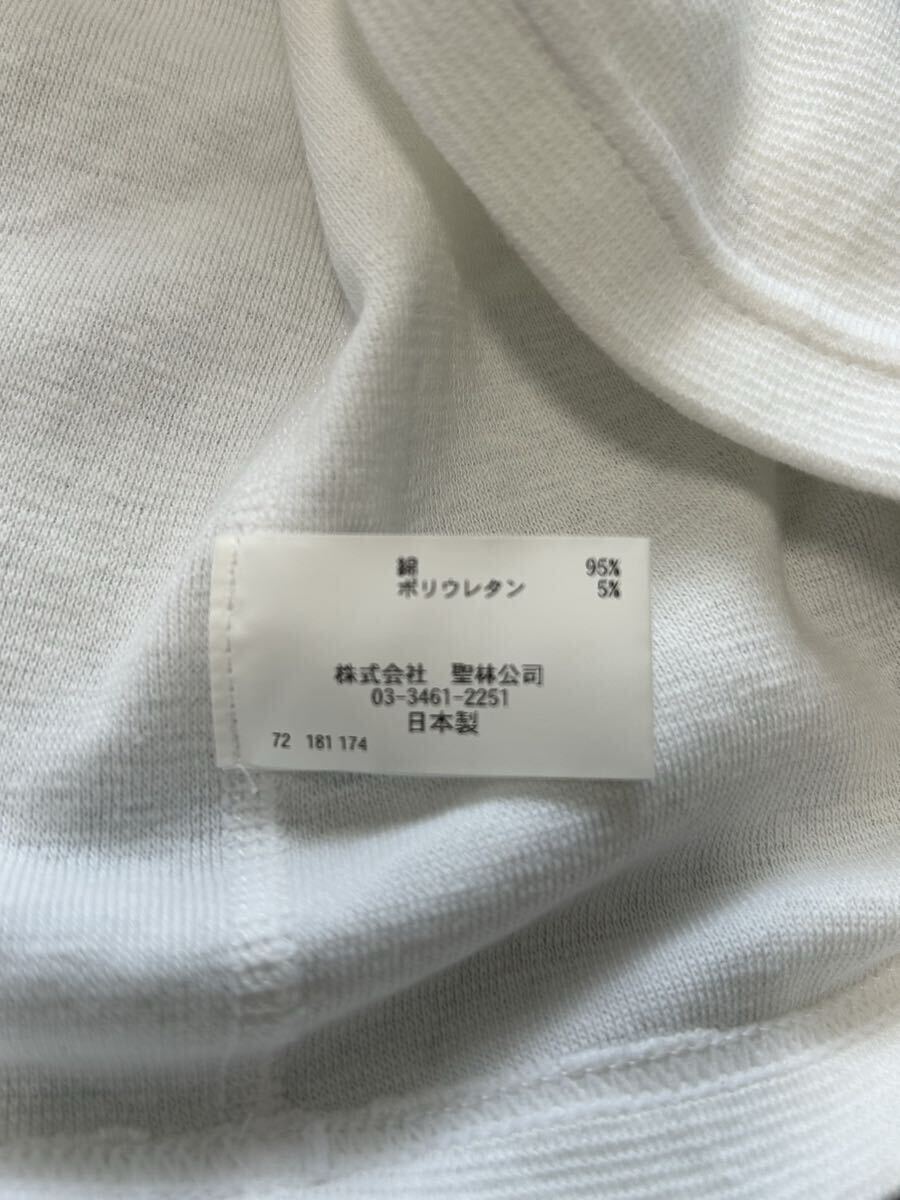 綿 95%
ポリウレタン 5%
株式会社 聖林公司
03-3461-2251
日本製
72 181 174